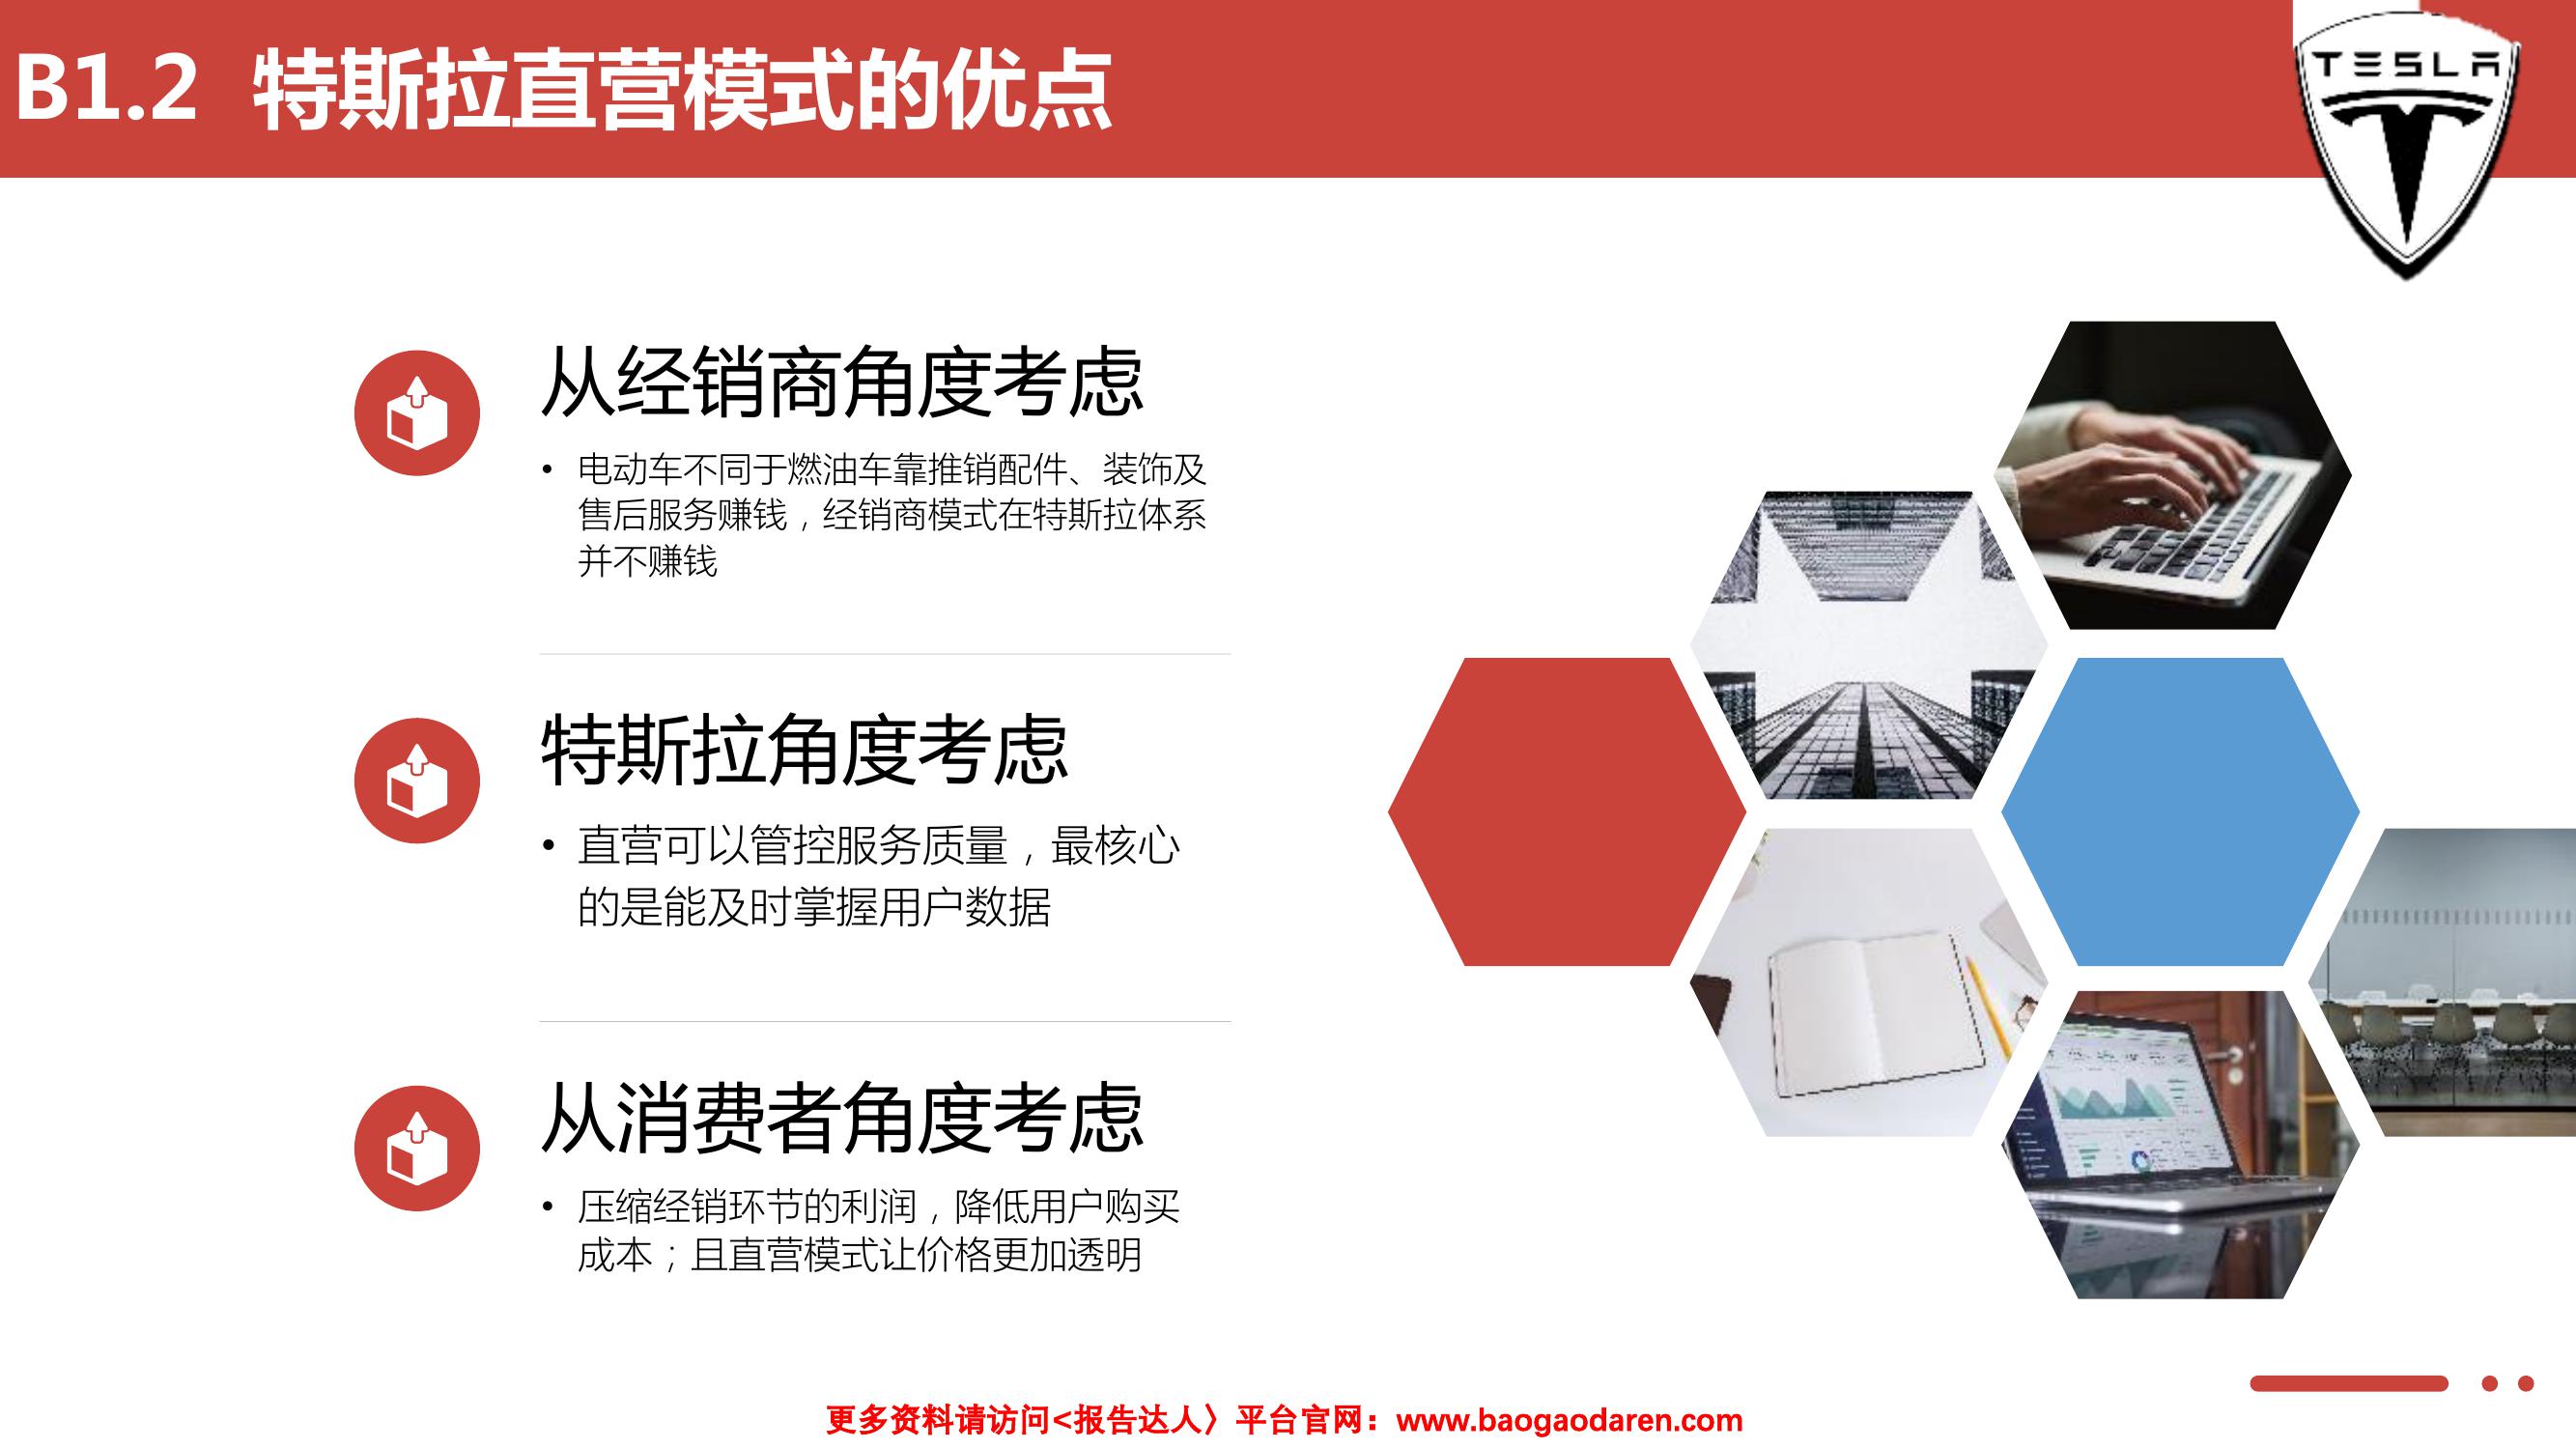 B1.2 特斯拉直营模式的优点
TESLA
从经销商角度考虑
• 电动车不同于燃油车靠推销配件、装饰及
售后服务赚钱，经销商模式在特斯拉体系
并不赚钱
特斯拉角度考虑
• 直营可以管控服务质量，最核心
的是能及时掌握用户数据
从消费者角度考虑
• 压缩经销环节的利润，降低用户购买
成本；且直营模式让价格更加透明
更多资料请访问<报告达人〉平台官网：www.baogaodaren.com